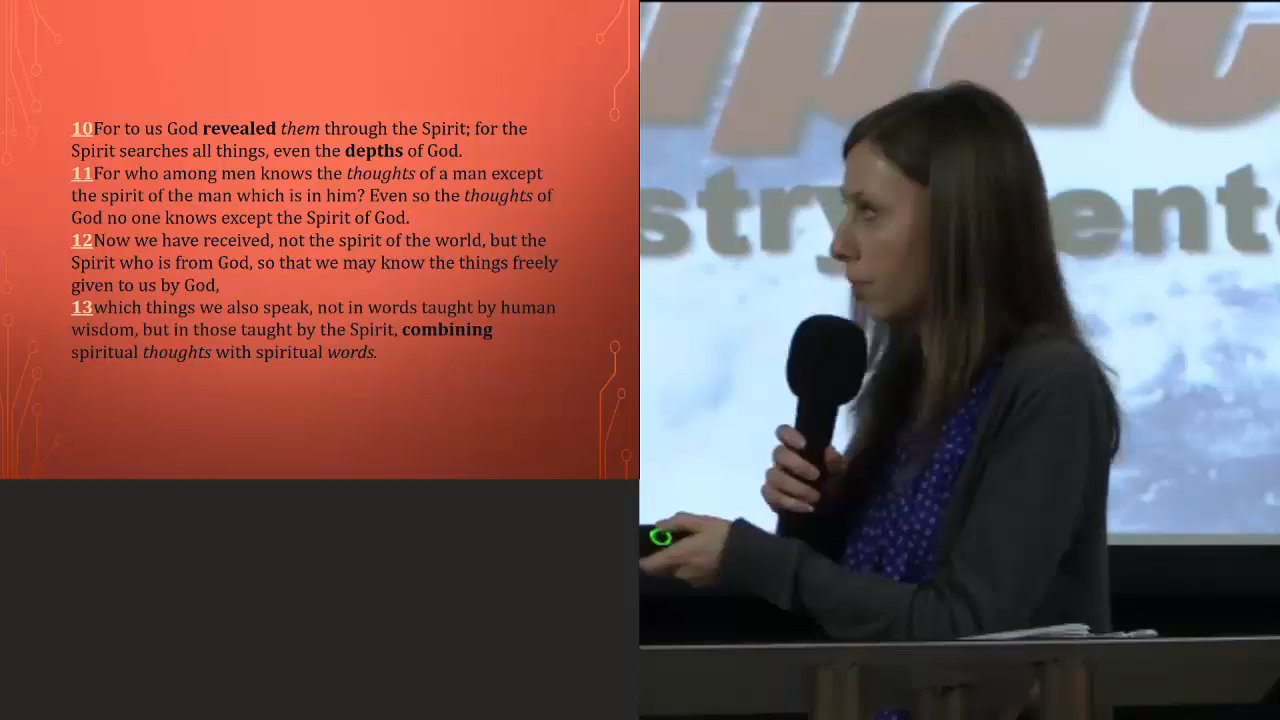 10For to us God revealed them through the Spirit; for the
Spirit searches all things, even the depths of God.
11For who among men knows the thoughts of a man except
the spirit of the man which is in him? Even so the thoughts of
God no one knows except the Spirit of God.
12Now we have received, not the spirit of the world, but the
Spirit who is from God, so that we may know the things freely
given to us by God,
13which things we also speak, not in words taught by human
wisdom, but in those taught by the Spirit, combining
spiritual thoughts with spiritual words.